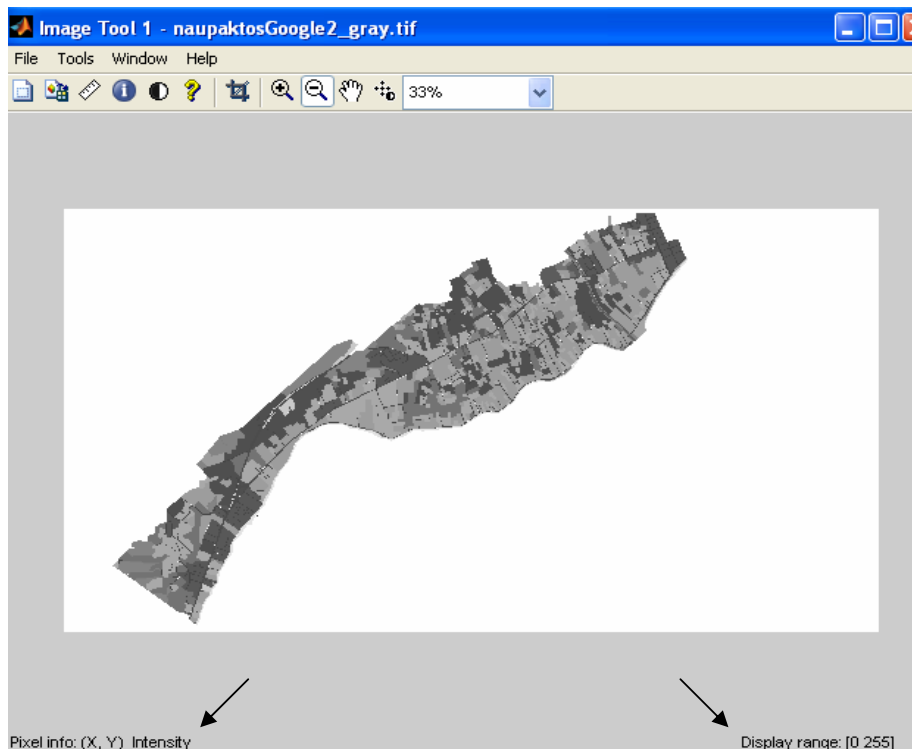 Image Tool 1 - naupaktosGoogle2_gray.tif
File Tools Window Help
33%
Pixel info: (X, Y) Intensity
Display range: [0 255]